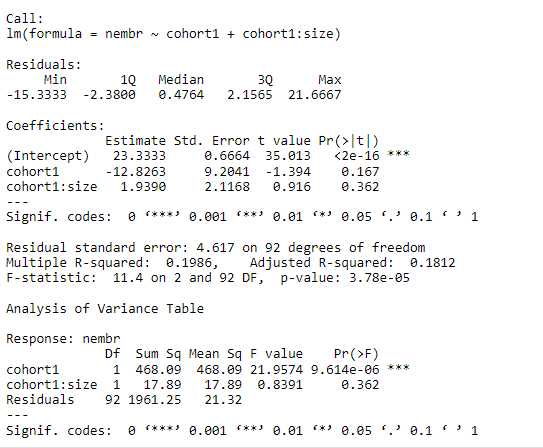 Call:
lm(formula = nembr ~ cohort1 + cohort1:size)
Residuals:
     Min       1Q   Median       3Q      Max
-15.3333  -2.3800   0.4764   2.1565  21.6667
Coefficients:
             Estimate Std. Error t value Pr(>|t|)
(Intercept)   23.3333     0.6664  35.013   <2e-16 ***
cohort1      -12.8263     9.2041  -1.394    0.167
cohort1:size   1.9390     2.1168   0.916    0.362
---
Signif. codes:  0 ‘***’ 0.001 ‘**’ 0.01 ‘*’ 0.05 ‘.’ 0.1 ‘ ’ 1
Residual standard error: 4.617 on 92 degrees of freedom
Multiple R-squared:  0.1986,    Adjusted R-squared:  0.1812
F-statistic:  11.4 on 2 and 92 DF,  p-value: 3.78e-05
Analysis of Variance Table
Response: nembr
             Df  Sum Sq Mean Sq F value    Pr(>F)
cohort1       1  468.09  468.09 21.9574 9.614e-06 ***
cohort1:size  1   17.89   17.89  0.8391     0.362
Residuals    92 1961.25   21.32
---
Signif. codes:  0 ‘***’ 0.001 ‘**’ 0.01 ‘*’ 0.05 ‘.’ 0.1 ‘ ’ 1